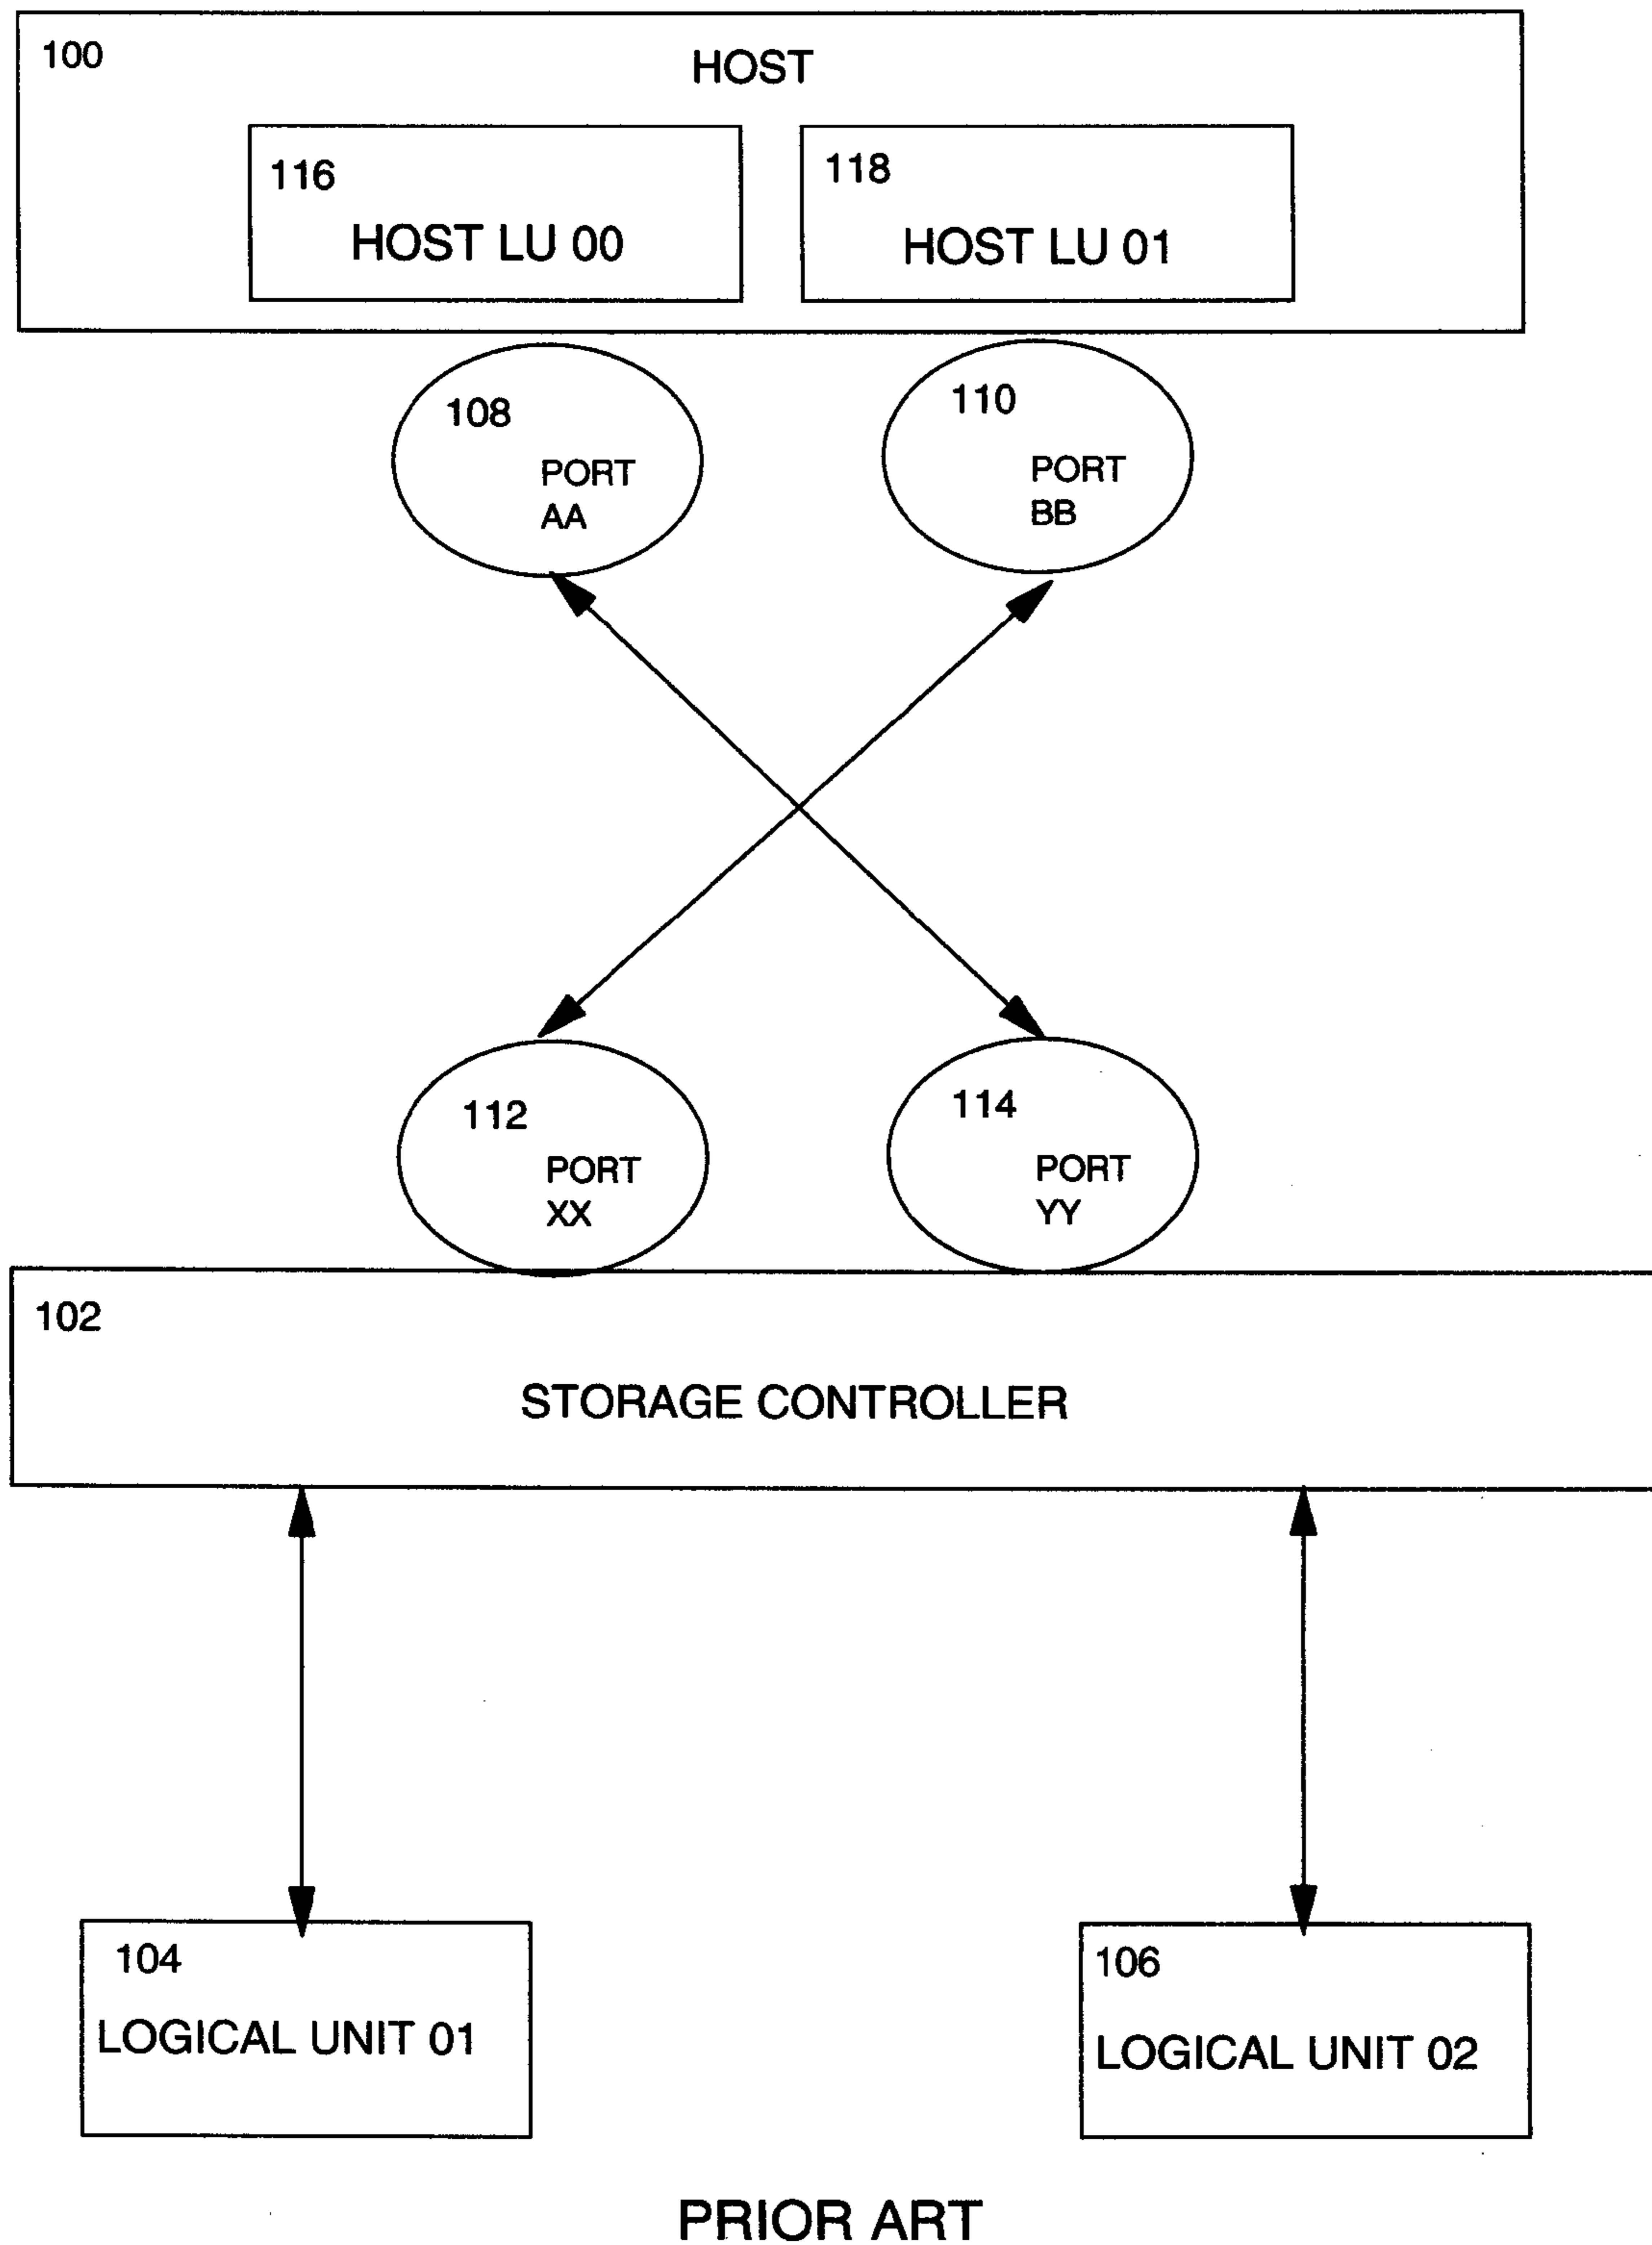 100
HOST
116
HOST LU 00
118
HOST LU 01
108
PORT
AA
110
PORT
BB
112
PORT
XX
114
PORT
YY
102
STORAGE CONTROLLER
104
LOGICAL UNIT 01
106
LOGICAL UNIT 02
PRIOR ART